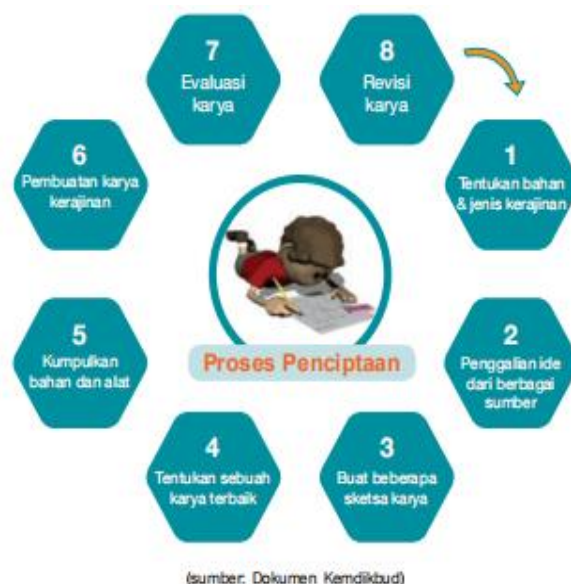 1
Tentukan bahan
& jenis kerajinan
2
Penggalian ide
dari berbagai
sumber
3
Buat beberapa
sketsa karya
4
Tentukan sebuah
karya terbaik
5
Kumpulkan
bahan dan alat
6
Pembuatan karya
kerajinan
7
Evaluasi
karya
8
Revisi
karya
Proses Penciptaan
(sumber: Dokumen Kemdikbud)